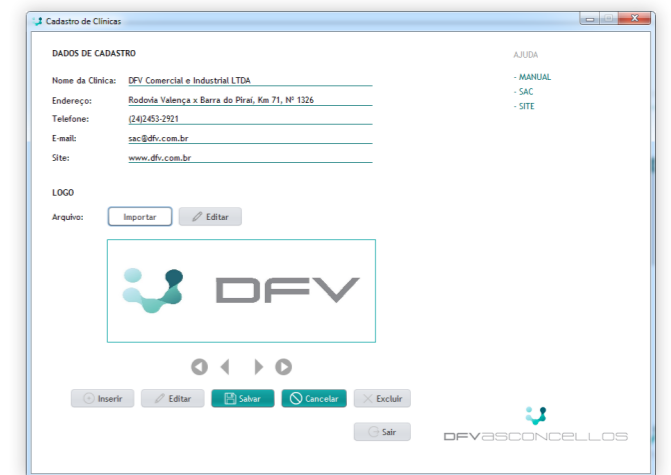 Cadastro de Clínicas
DADOS DE CADASTRO
Nome da Clinica: DFV Comercial e Industrial LTDA
Endereço: Rodovia Valença x Barra do Piraí, Km 71, Nº 1326
Telefone: (24)2453-2921
E-mail: sac@dfv.com.br
Site: www.dfv.com.br
AJUDA
- MANUAL
- SAC
- SITE
LOGO
Arquivo: Importar Editar
DFV
Inserir Editar Salvar Cancelar Excluir
Sair
DFVASCONCELLOS